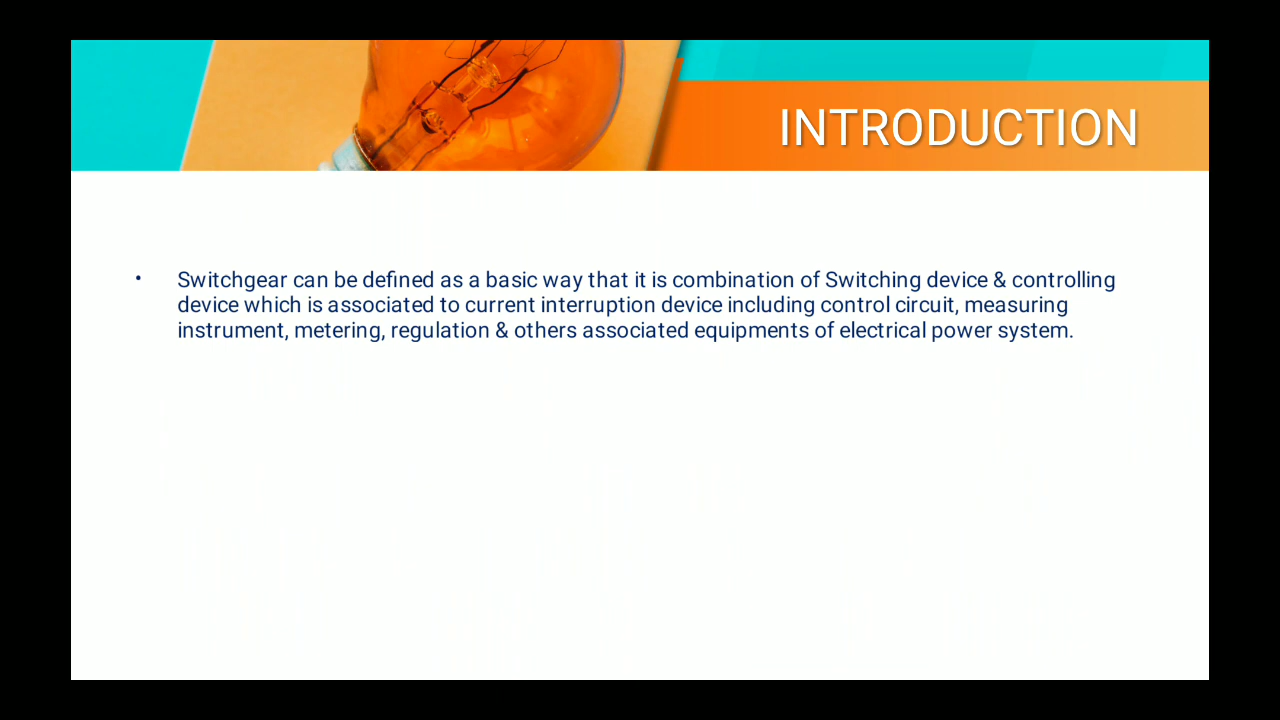 INTRODUCTION
• Switchgear can be defined as a basic way that it is combination of Switching device & controlling
device which is associated to current interruption device including control circuit, measuring
instrument, metering, regulation & others associated equipments of electrical power system.